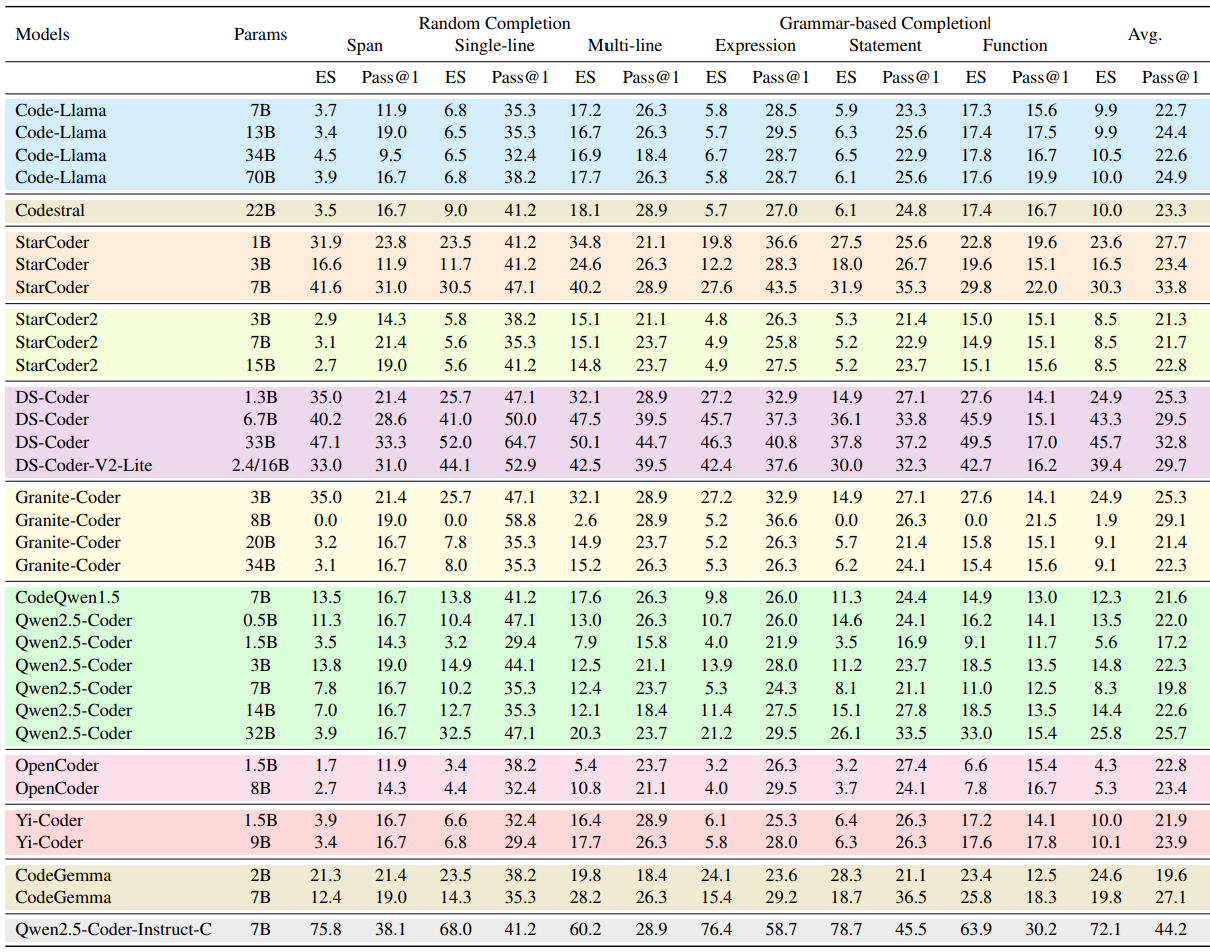 Random Completion Grammar-based Completion
Models Params Avg.
Span Single-line Multi-line Expression Statement Function
ES Pass@1 ES Pass@1 ES Pass@1 ES Pass@1 ES Pass@1 ES Pass@1 ES Pass@1
Code-Llama 7B 3.7 11.9 6.8 35.3 17.2 26.3 5.8 28.5 5.9 23.3 17.3 15.6 9.9 22.7
Code-Llama 13B 3.4 19.0 6.5 35.3 16.7 26.3 5.7 29.5 6.3 25.6 17.4 17.5 9.9 24.4
Code-Llama 34B 4.5 9.5 6.5 32.4 16.9 18.4 6.7 28.7 6.5 22.9 17.8 16.7 10.5 22.6
Code-Llama 70B 3.9 16.7 6.8 38.2 17.7 26.3 5.8 28.7 6.1 25.6 17.6 19.9 10.0 24.9
Codestral 22B 3.5 16.7 9.0 41.2 18.1 28.9 5.7 27.0 6.1 24.8 17.4 16.7 10.0 23.3
StarCoder 1B 31.9 23.8 23.5 41.2 34.8 21.1 19.8 36.6 27.5 25.6 22.8 19.6 23.6 27.7
StarCoder 3B 16.6 11.9 11.7 41.2 24.6 26.3 12.2 28.3 18.0 26.7 19.6 15.1 16.5 23.4
StarCoder 7B 41.6 31.0 30.5 47.1 40.2 28.9 27.6 43.5 31.9 35.3 29.8 22.0 30.3 33.8
StarCoder2 3B 2.9 14.3 5.8 38.2 15.1 21.1 4.8 26.3 5.3 21.4 15.0 15.1 8.5 21.3
StarCoder2 7B 3.1 21.4 5.6 35.3 15.1 23.7 4.9 25.8 5.2 22.9 14.9 15.1 8.5 21.7
StarCoder2 15B 2.7 19.0 5.6 41.2 14.8 23.7 4.9 27.5 5.2 23.7 15.1 15.6 8.5 22.8
DS-Coder 1.3B 35.0 21.4 25.7 47.1 32.1 28.9 27.2 32.9 14.9 27.1 27.6 14.1 24.9 25.3
DS-Coder 6.7B 40.2 28.6 41.0 50.0 47.5 39.5 45.7 37.3 36.1 33.8 45.9 15.1 43.3 29.5
DS-Coder 33B 47.1 33.3 52.0 64.7 50.1 44.7 46.3 40.8 37.8 37.2 49.5 17.0 45.7 32.8
DS-Coder-V2-Lite 2.4/16B 33.0 31.0 44.1 52.9 42.5 39.5 42.4 37.6 30.0 32.3 42.7 16.2 39.4 29.7
Granite-Coder 3B 35.0 21.4 25.7 47.1 32.1 28.9 27.2 32.9 14.9 27.1 27.6 14.1 24.9 25.3
Granite-Coder 8B 0.0 19.0 0.0 58.8 2.6 28.9 5.2 36.6 0.0 26.3 0.0 21.5 1.9 29.1
Granite-Coder 20B 3.2 16.7 7.8 35.3 14.9 23.7 5.2 26.3 5.7 21.4 15.8 15.1 9.1 21.4
Granite-Coder 34B 3.1 16.7 8.0 35.3 15.2 26.3 5.3 26.3 6.2 24.1 15.4 15.6 9.1 22.3
CodeQwen1.5 7B 13.5 16.7 13.8 41.2 17.6 26.3 9.8 26.0 11.3 24.4 14.9 13.0 12.3 21.6
Qwen2.5-Coder 0.5B 11.3 16.7 10.4 47.1 13.0 26.3 10.7 26.0 14.6 24.1 16.2 14.1 13.5 22.0
Qwen2.5-Coder 1.5B 3.5 14.3 3.2 29.4 7.9 15.8 4.0 21.9 3.5 16.9 9.1 11.7 5.6 17.2
Qwen2.5-Coder 3B 13.8 19.0 14.9 44.1 12.5 21.1 13.9 28.0 11.2 23.7 18.5 13.5 14.8 22.3
Qwen2.5-Coder 7B 7.8 16.7 10.2 35.3 12.4 23.7 5.3 24.3 8.1 21.1 11.0 12.5 8.3 19.8
Qwen2.5-Coder 14B 7.0 16.7 12.7 35.3 12.1 18.4 11.4 27.5 15.1 27.8 18.5 13.5 14.4 22.6
Qwen2.5-Coder 32B 3.9 16.7 32.5 47.1 20.3 23.7 21.2 29.5 26.1 33.5 33.0 15.4 25.8 25.7
OpenCoder 1.5B 1.7 11.9 3.4 38.2 5.4 23.7 3.2 26.3 3.2 27.4 6.6 15.4 4.3 22.8
OpenCoder 8B 2.7 14.3 4.4 32.4 10.8 21.1 4.0 29.5 3.7 24.1 7.8 16.7 5.3 23.4
Yi-Coder 1.5B 3.9 16.7 6.6 32.4 16.4 28.9 6.1 25.3 6.4 26.3 17.2 14.1 10.0 21.9
Yi-Coder 9B 3.4 16.7 6.8 29.4 17.7 26.3 5.8 28.0 6.3 26.3 17.6 17.8 10.1 23.9
CodeGemma 2B 21.3 21.4 23.5 38.2 19.8 18.4 24.1 23.6 28.3 21.1 23.4 12.5 24.6 19.6
CodeGemma 7B 12.4 19.0 14.3 35.3 28.2 26.3 15.4 29.2 18.7 36.5 25.8 18.3 19.8 27.1
Qwen2.5-Coder-Instruct-C 7B 75.8 38.1 68.0 41.2 60.2 28.9 76.4 58.7 78.7 45.5 63.9 30.2 72.1 44.2